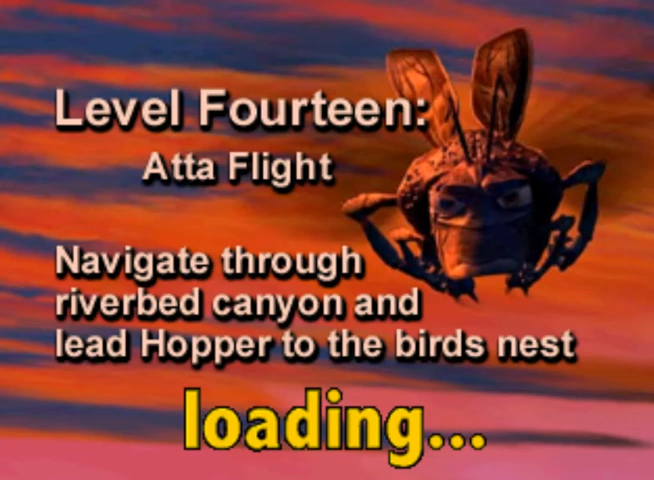 Level Fourteen:
Atta Flight
Navigate through
riverbed canyon and
lead Hopper to the birds nest
loading...